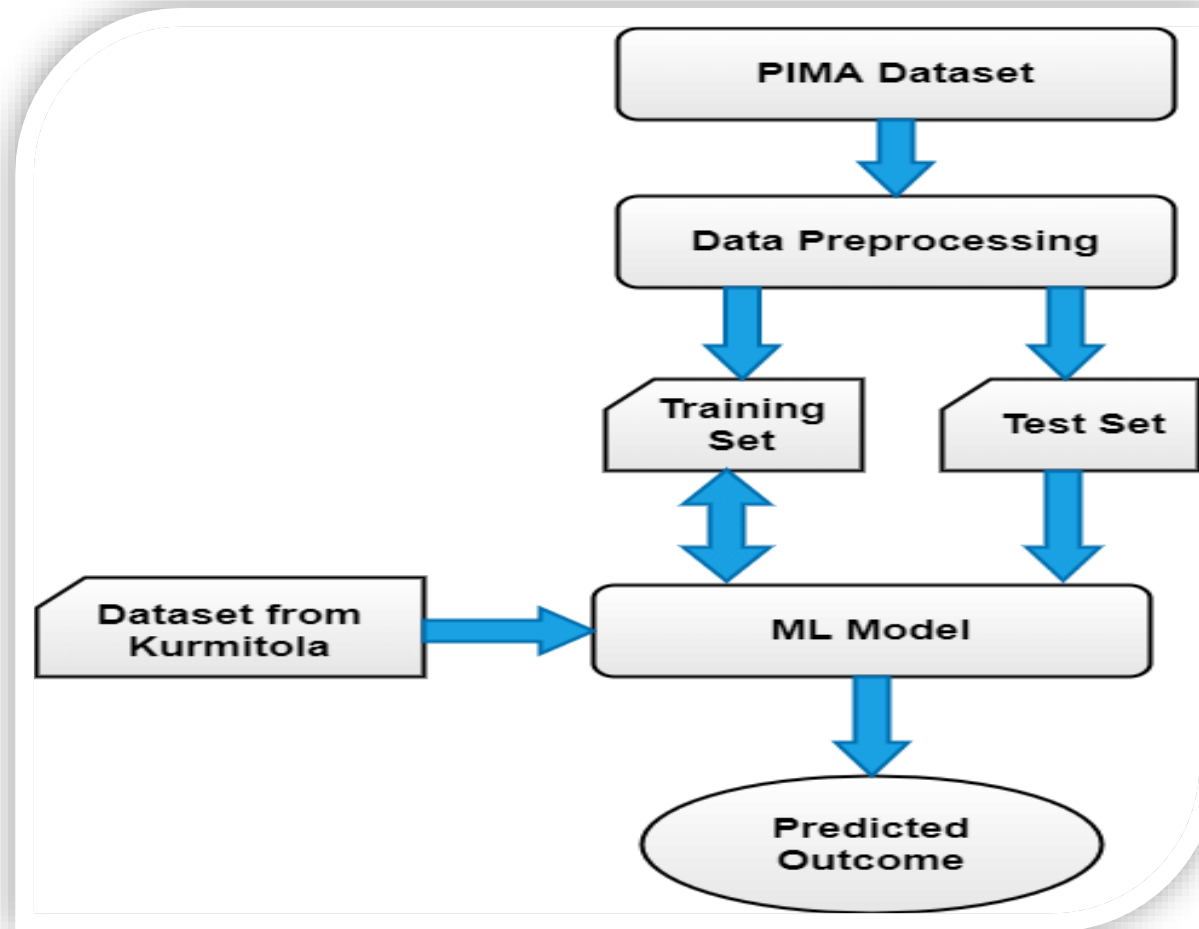 PIMA Dataset
Data Preprocessing
Training
Set
Test Set
Dataset from
Kurmitola
ML Model
Predicted
Outcome